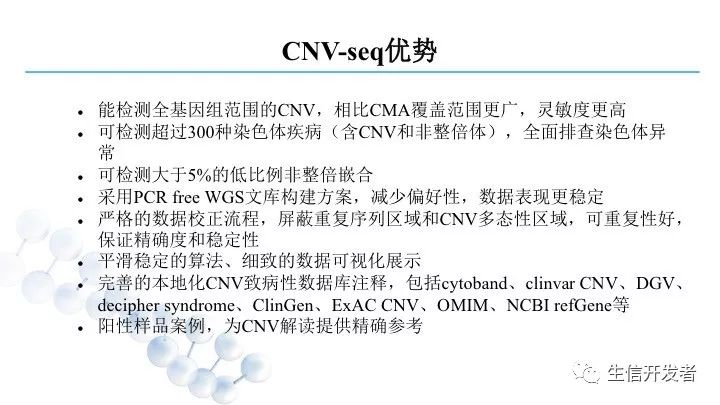 CNV-seq优势
• 能检测全基因组范围的CNV，相比CMA覆盖范围更广，灵敏度更高
• 可检测超过300种染色体疾病（含CNV和非整倍体），全面排查染色体异
常
• 可检测大于5%的低比例非整倍嵌合
• 采用PCR free WGS文库构建方案，减少偏好性，数据表现更稳定
• 严格的数据校正流程，屏蔽重复序列区域和CNV多态性区域，可重复性好，
保证精确度和稳定性
• 平滑稳定的算法、细致的数据可视化展示
• 完善的本地化CNV致病性数据库注释，包括cytoband、clinvar CNV、DGV、
decipher syndrome、ClinGen、ExAC CNV、OMIM、NCBI refGene等
• 阳性样品案例，为CNV解读提供精确参考
生信开发者